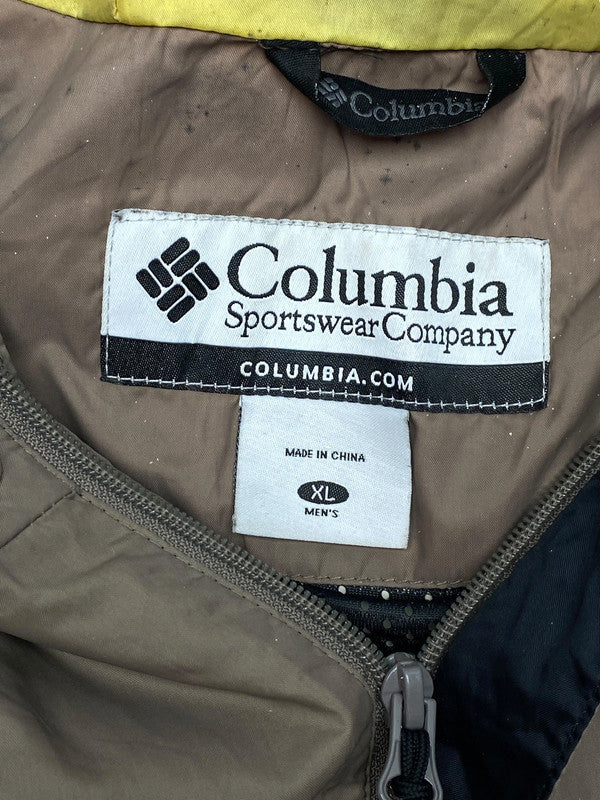 Columbia
Columbia
Sportswear Company
COLUMBIA.COM
MADE IN CHINA
XL
MEN'S